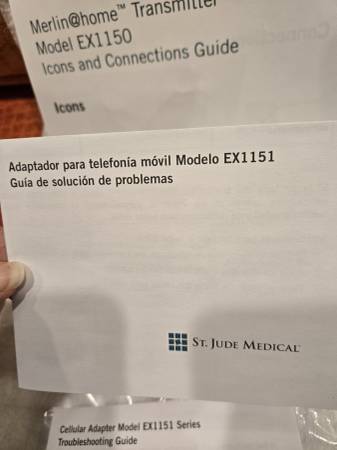 Merlin@home™ Transmitter
Model EX1150
Icons and Connections Guide
Icons
Adaptador para telefonía móvil Modelo EX1151
Guía de solución de problemas
ST. JUDE MEDICAL
Cellular Adapter Model EX1151 Series
Troubleshooting Guide